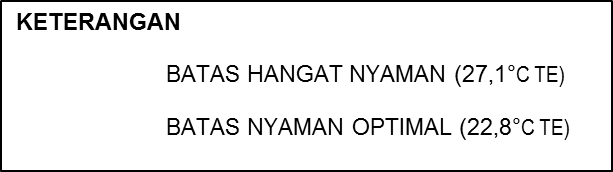 KETERANGAN
BATAS HANGAT NYAMAN (27,1°C TE)
BATAS NYAMAN OPTIMAL (22,8°C TE)